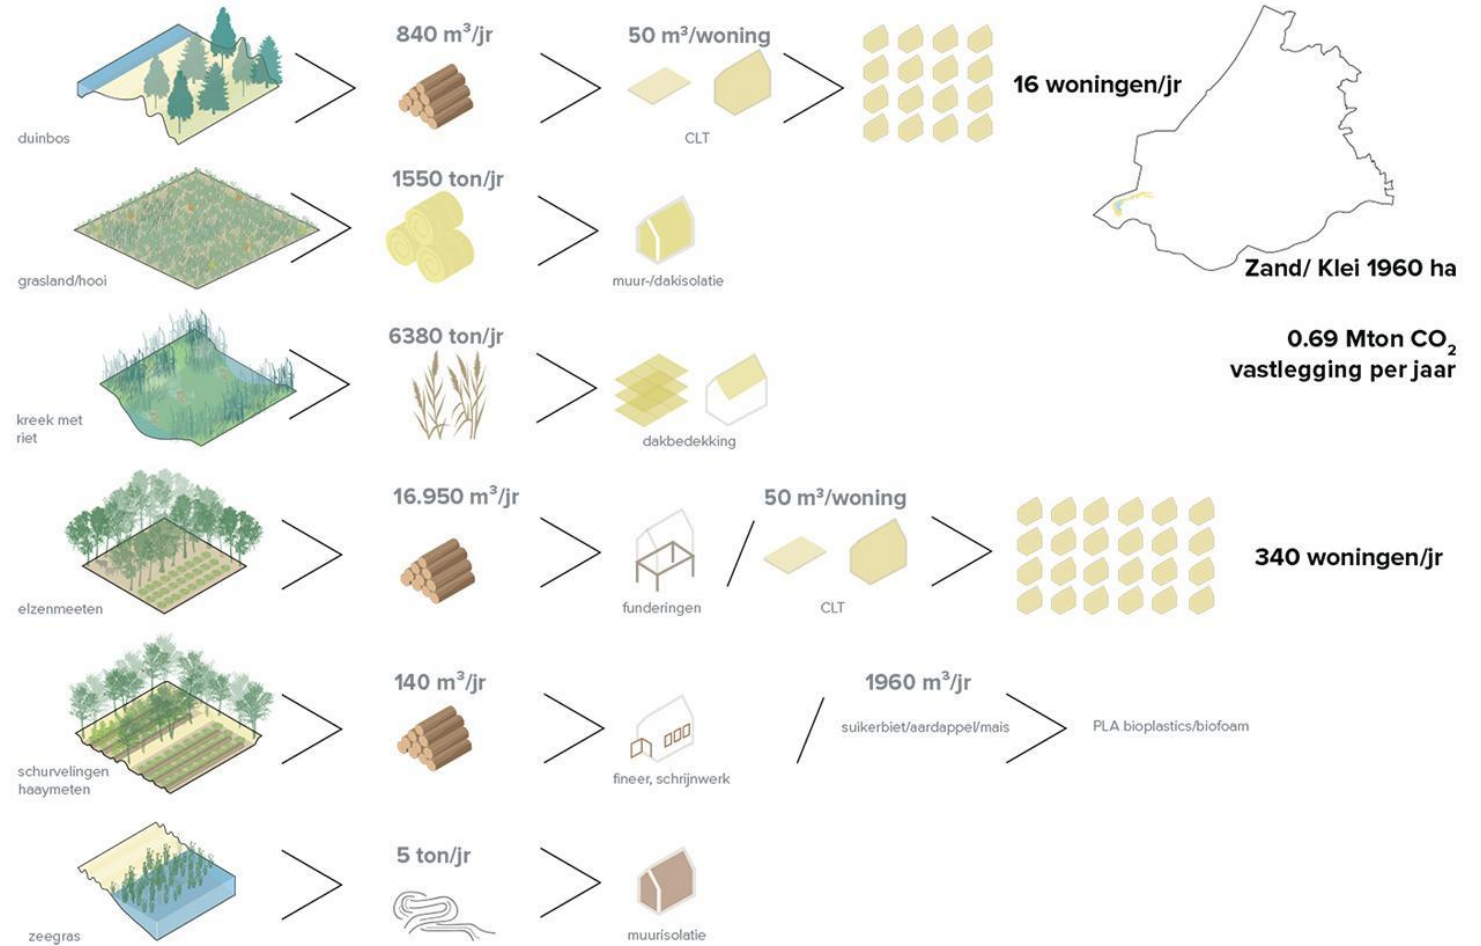 840 m³/jr
50 m³/woning
16 woningen/jr
duinbos
CLT
1550 ton/jr
grasland/hooi
muur-/dakisolatie
Zand/ Klei 1960 ha
0.69 Mton CO₂
vastlegging per jaar
6380 ton/jr
kreek met
riet
dakbedekking
16.950 m³/jr
50 m³/woning
340 woningen/jr
elzenmeeten
funderingen
CLT
140 m³/jr
1960 m³/jr
suikerbiet/aardappel/mais
PLA bioplastics/biofoam
schurvelingen
haaymeten
fineer, schrijnwerk
5 ton/jr
zeegras
muurisolatie